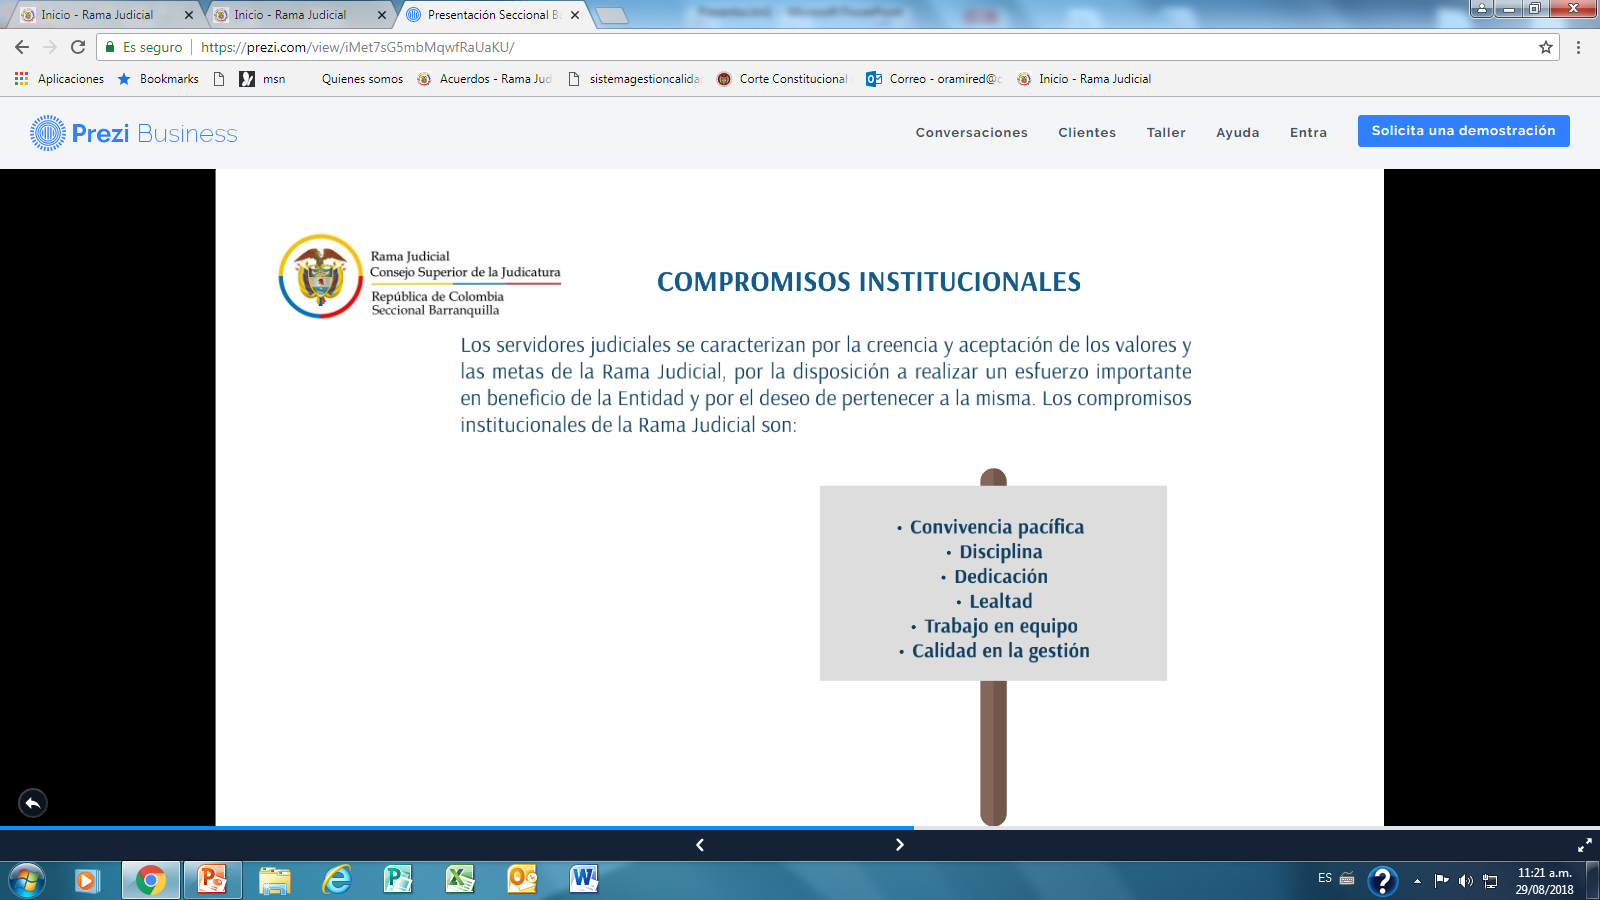 Inicio - Rama Judicial
Inicio - Rama Judicial
Presentación Seccional Ba
Es seguro
https://prezi.com/view/iMet7sG5mbMqwfRaUaKU/
Aplicaciones
Bookmarks
msn
Quienes somos
Acuerdos - Rama Jud
sistemagestioncalida
Corte Constitucional
Correo - oramired@c
Inicio - Rama Judicial
Prezi Business
Conversaciones
Clientes
Taller
Ayuda
Entra
Solicita una demostración
Rama Judicial
Consejo Superior de la Judicatura
República de Colombia
Seccional Barranquilla
COMPROMISOS INSTITUCIONALES
Los servidores judiciales se caracterizan por la creencia y aceptación de los valores y
las metas de la Rama Judicial, por la disposición a realizar un esfuerzo importante
en beneficio de la Entidad y por el deseo de pertenecer a la misma. Los compromisos
institucionales de la Rama Judicial son:
• Convivencia pacífica
• Disciplina
• Dedicación
• Lealtad
• Trabajo en equipo
• Calidad en la gestión
ES
11:21 a.m.
29/08/2018